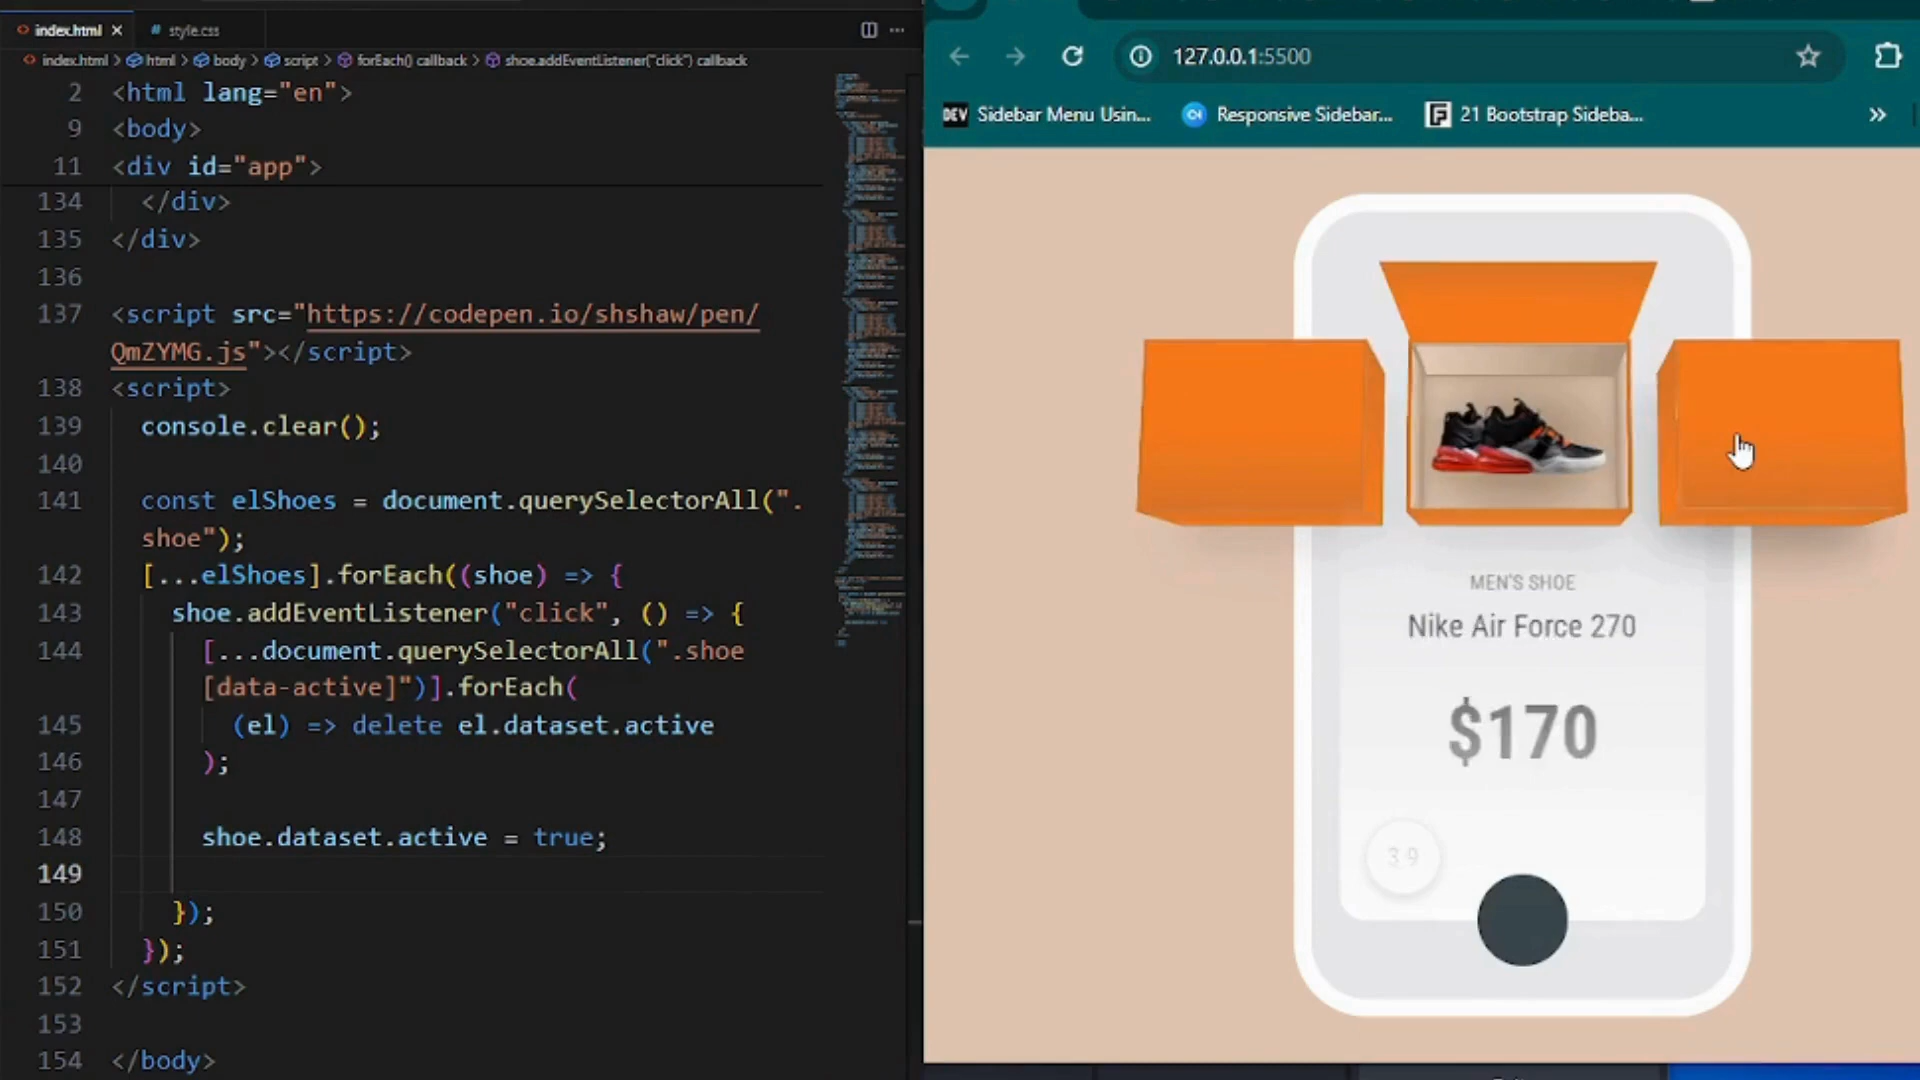 index.html
style.css
index.html > html > body > script > forEach() callback > shoe.addEventListener("click") callback
2 <html lang="en">
9 <body>
11 <div id="app">
134 </div>
135 </div>
136
137 <script src="https://codepen.io/shshaw/pen/
QmZYMG.js"></script>
138 <script>
139 console.clear();
140
141 const elShoes = document.querySelectorAll(".
shoe");
142 [...elShoes].forEach((shoe) => {
143 shoe.addEventListener("click", () => {
144 [...document.querySelectorAll(".shoe
[data-active]")].forEach(
145 (el) => delete el.dataset.active
146 );
147
148 shoe.dataset.active = true;
149
150 });
151 });
152 </script>
153
154 </body>
127.0.0.1:5500
DEV Sidebar Menu Usin...
Responsive Sidebar...
21 Bootstrap Sideba...
MEN'S SHOE
Nike Air Force 270
$170
3.9